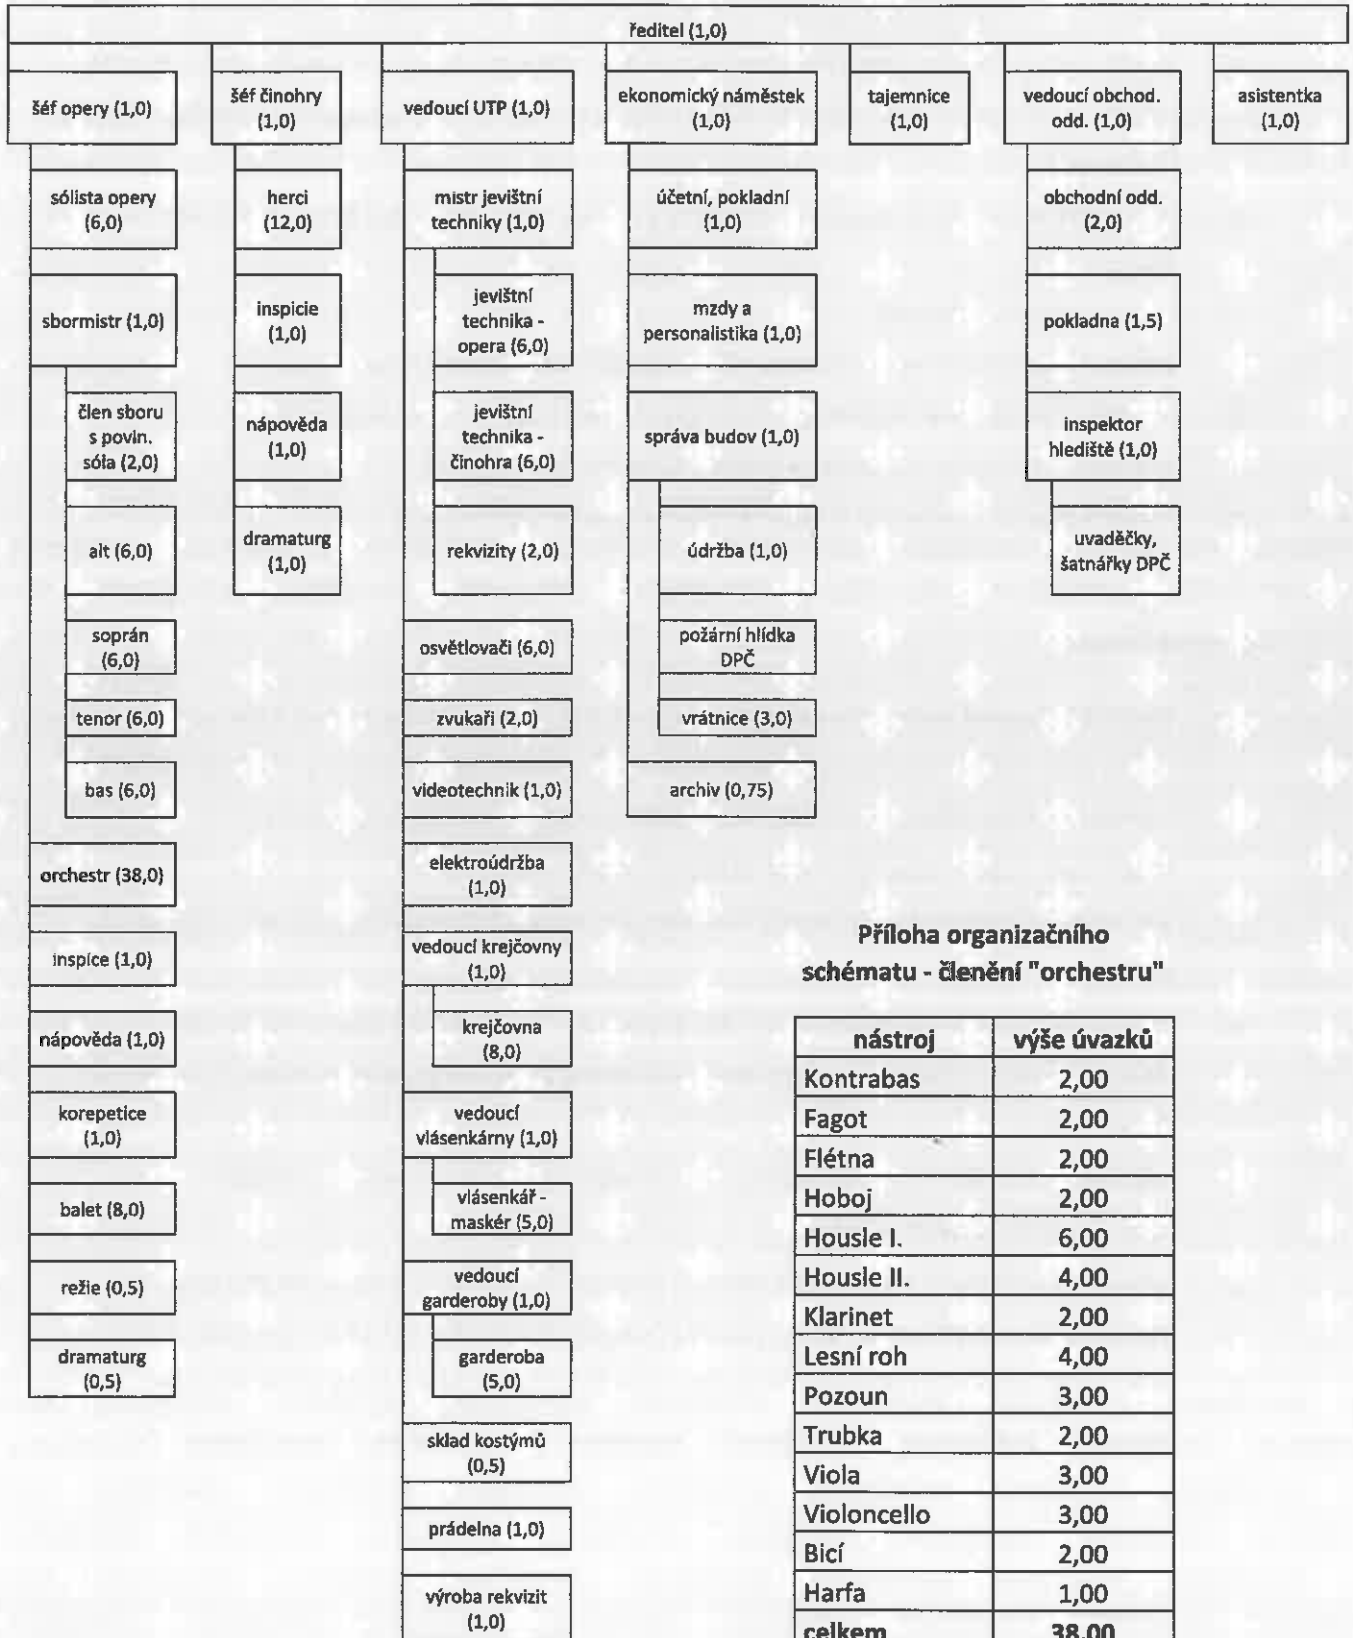 ředitel (1,0)
šéf opery (1,0)
sólista opery
(6,0)
sbormistr (1,0)
člen sboru
s povin.
sóla (2,0)
alt (6,0)
soprán
(6,0)
tenor (6,0)
bas (6,0)
orchestr (38,0)
inspice (1,0)
nápověda (1,0)
korepetice
(1,0)
balet (8,0)
režie (0,5)
dramaturg
(0,5)
šéf činohry
(1,0)
herci
(12,0)
inspicie
(1,0)
nápověda
(1,0)
dramaturg
(1,0)
vedoucí UTP (1,0)
mistr jevištní
techniky (1,0)
jevištní
technika -
opera (6,0)
jevištní
technika -
činohra (6,0)
rekvizity (2,0)
osvětlovači (6,0)
zvukaři (2,0)
videotechnik (1,0)
elektroúdržba
(1,0)
vedoucí krejčovny
(1,0)
krejčovna
(8,0)
vedoucí
vlásenkárny (1,0)
vlásenkář -
maskér (5,0)
vedoucí
garderoby (1,0)
garderoba
(5,0)
sklad kostýmů
(0,5)
prádelna (1,0)
výroba rekvizit
(1,0)
ekonomický náměstek
(1,0)
účetní, pokladní
(1,0)
mzdy a
personalistika (1,0)
správa budov (1,0)
údržba (1,0)
požární hlídka
DPČ
vrátnice (3,0)
archiv (0,75)
tajemnice
(1,0)
vedoucí obchod.
odd. (1,0)
obchodní odd.
(2,0)
pokladna (1,5)
inspektor
hlediště (1,0)
uvaděčky,
šatnářky DPČ
asistentka
(1,0)
Příloha organizačního
schématu - členění "orchestru"
nástroj výše úvazků
Kontrabas 2,00
Fagot 2,00
Flétna 2,00
Hoboj 2,00
Housle I. 6,00
Housle II. 4,00
Klarinet 2,00
Lesní roh 4,00
Pozoun 3,00
Trubka 2,00
Viola 3,00
Violoncello 3,00
Bicí 2,00
Harfa 1,00
celkem 38,00